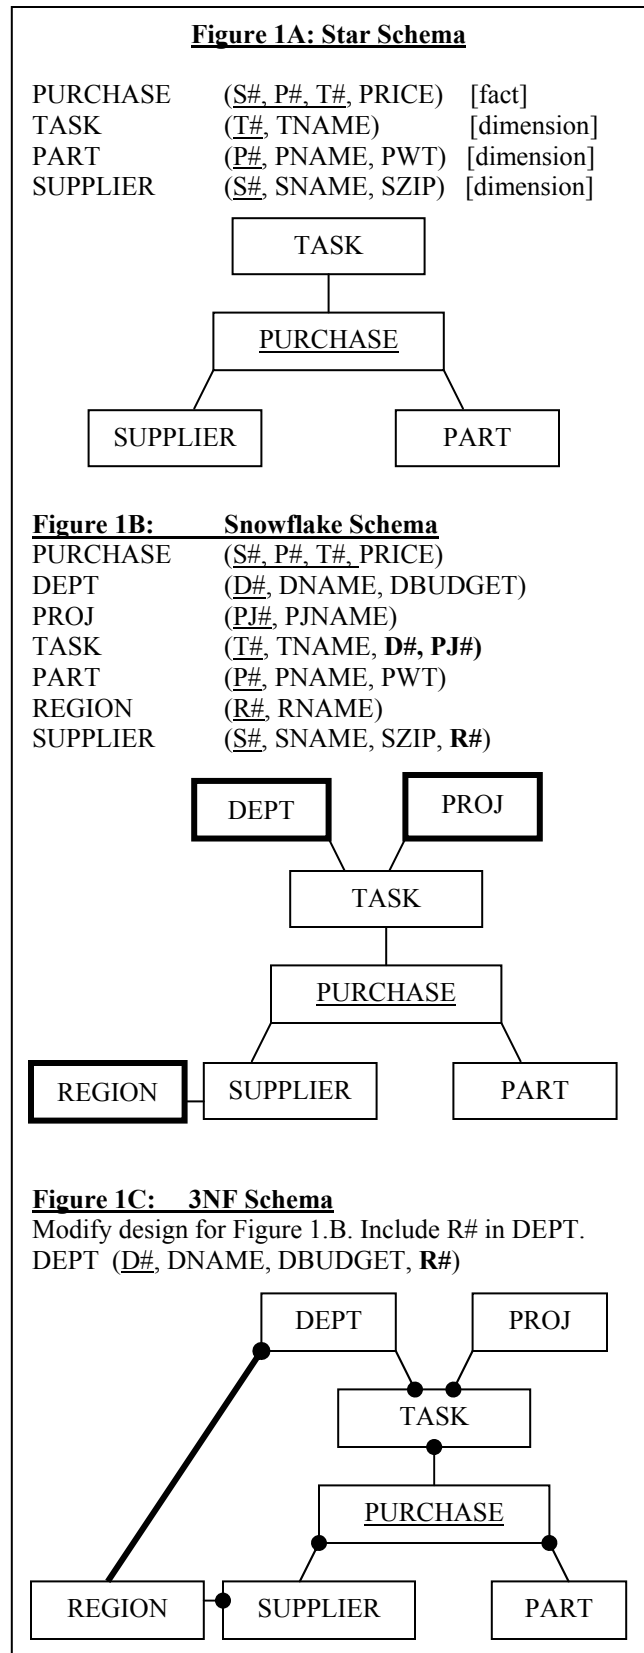 Figure 1A: Star Schema
PURCHASE (S#, P#, T#, PRICE) [fact]
TASK (T#, TNAME) [dimension]
PART (P#, PNAME, PWT) [dimension]
SUPPLIER (S#, SNAME, SZIP) [dimension]
TASK
PURCHASE
SUPPLIER PART
Figure 1B: Snowflake Schema
PURCHASE (S#, P#, T#, PRICE)
DEPT (D#, DNAME, DBUDGET)
PROJ (PJ#, PJNAME)
TASK (T#, TNAME, D#, PJ#)
PART (P#, PNAME, PWT)
REGION (R#, RNAME)
SUPPLIER (S#, SNAME, SZIP, R#)
DEPT PROJ
TASK
PURCHASE
REGION SUPPLIER PART
Figure 1C: 3NF Schema
Modify design for Figure 1.B. Include R# in DEPT.
DEPT (D#, DNAME, DBUDGET, R#)
DEPT PROJ
TASK
PURCHASE
REGION SUPPLIER PART